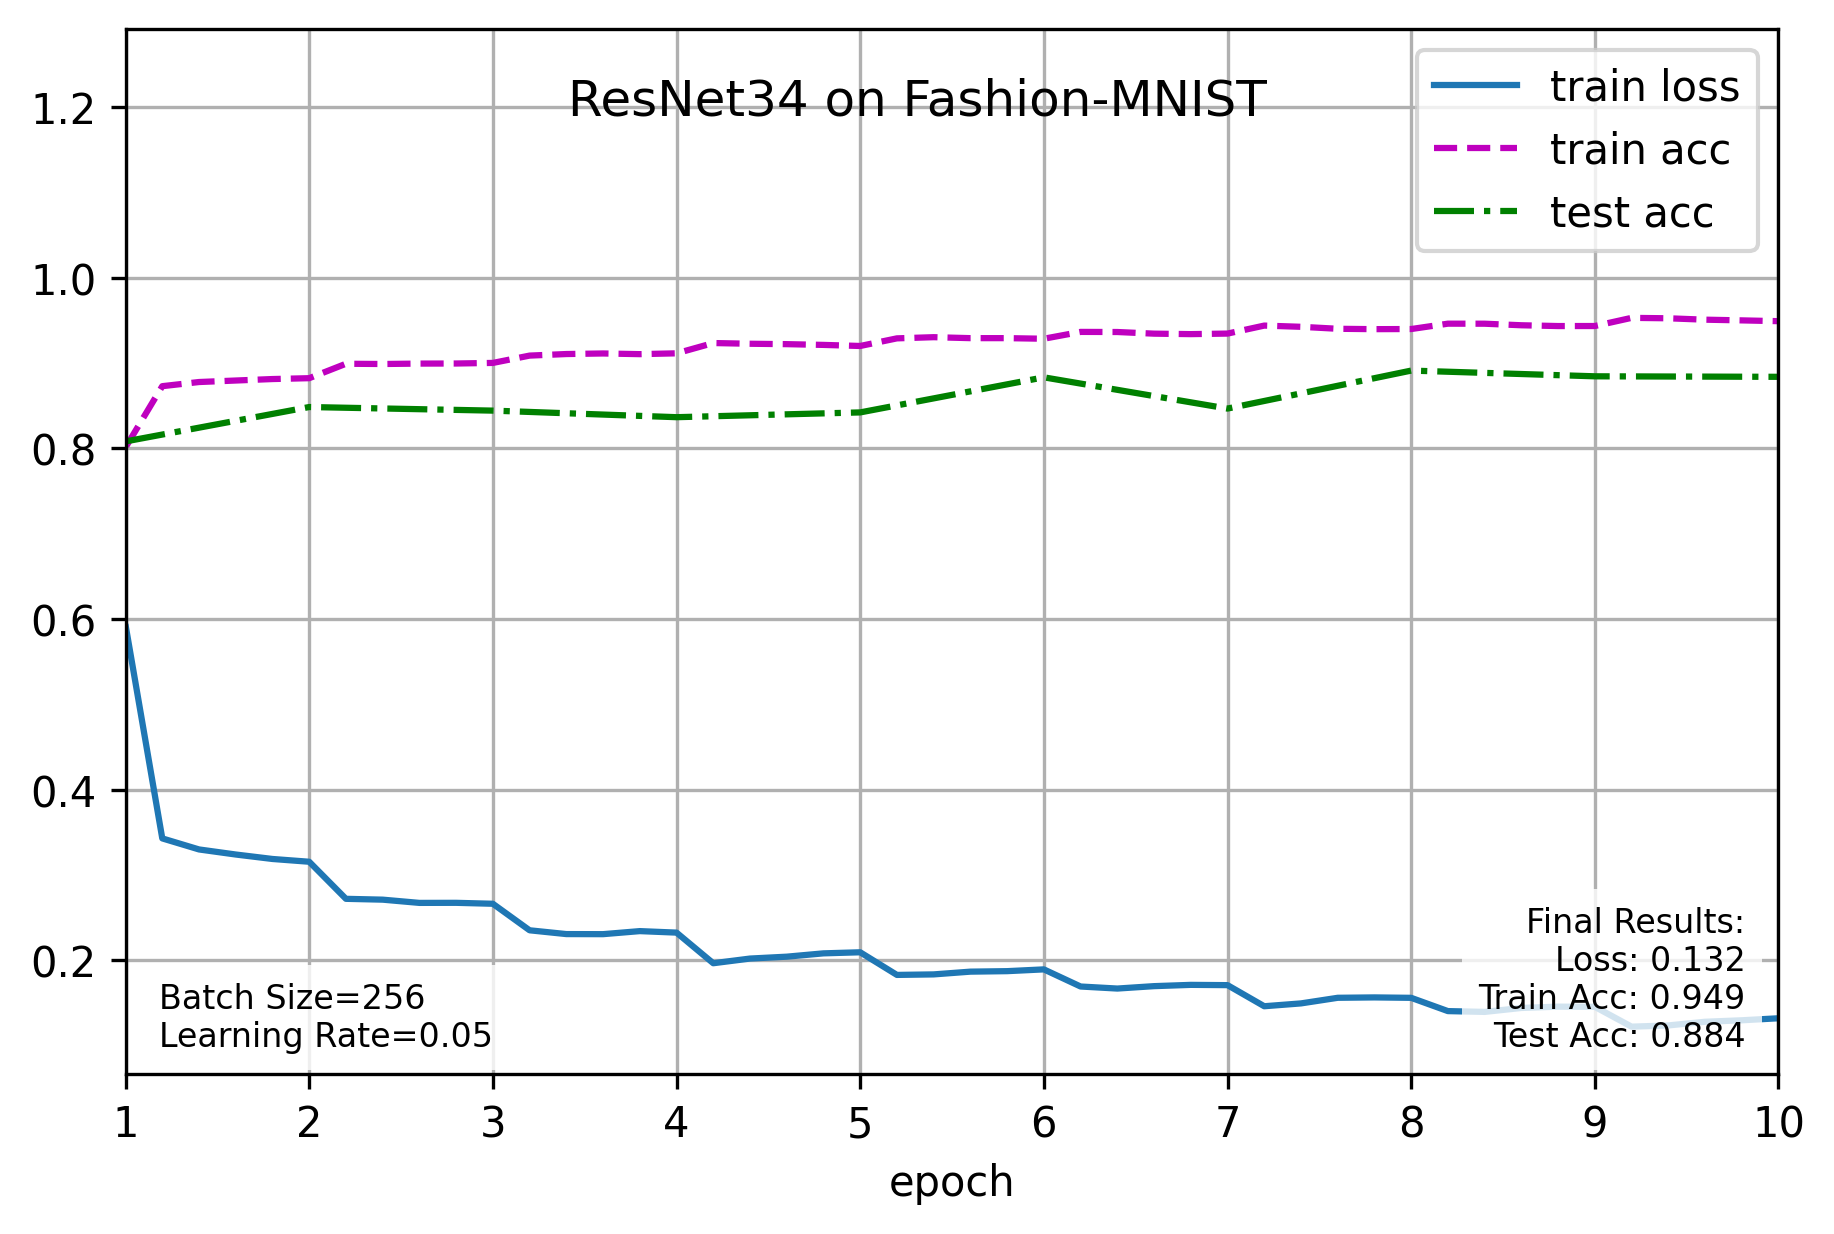 ResNet34 on Fashion-MNIST
train loss
train acc
test acc
1.2
1.0
0.8
0.6
0.4
0.2
Batch Size=256
Learning Rate=0.05
Final Results:
Loss: 0.132
Train Acc: 0.949
Test Acc: 0.884
1 2 3 4 5 6 7 8 9 10
epoch